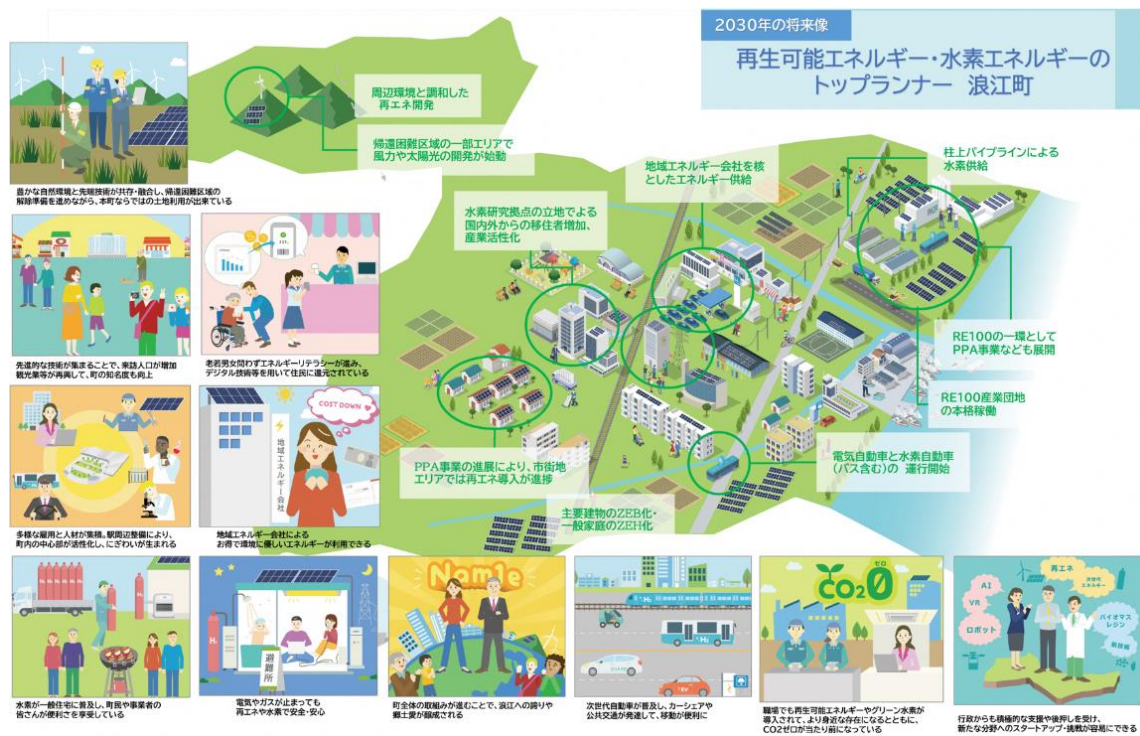 2030年の将来像
再生可能エネルギー・水素エネルギーの
トップランナー 浪江町
周辺環境と調和した
再エネ開発
帰還困難区域の一部エリアで
風力や太陽光の開発が始動
地域エネルギー会社を核
としたエネルギー供給
柱上パイプラインによる
水素供給
水素研究拠点の立地でよる
国内外からの移住者増加、
産業活性化
RE100の一環として
PPA事業なども展開
RE100産業団地
の本格稼働
電気自動車と水素自動車
(バス含む)の 運行開始
PPA事業の進展により、市街地
エリアでは再エネ導入が進捗
主要建物のZEB化・
一般家庭のZEH化
豊かな自然環境と先端技術が共存・融合し、帰還困難区域の
解除準備を進めながら、本町ならではの土地利用が出来ている
先進的な技術が集まることで、来訪人口が増加
観光業等が再興して、町の知名度も向上
老若男女問わずエネルギーリテラシーが進み、
デジタル技術等を用いて住民に還元されている
多様な雇用と人材が集積。駅周辺整備により、
町内の中心部が活性化し、にぎわいが生まれる
COST DOWN
地域エネルギー会社
地域エネルギー会社による
お得で環境に優しいエネルギーが利用できる
H₂
水素が一般住宅に普及し、町民や事業者の
皆さんが便利さを享受している
H₂
避難所
電気やガスが止まっても
再エネや水素で安全・安心
Nam1e
町全体の取組みが進むことで、浪江への誇りや
郷土愛が醸成される
H₂
H₂
EV
次世代自動車が普及し、カーシェアや
公共交通が発達して、移動が便利に
ゼロ
CO₂0
職場でも再生可能エネルギーやグリーン水素が
導入されて、より身近な存在になるとともに、
CO2ゼロが当たり前になっている
AI
VR
ロボット
再エネ
次世代
エネルギー
バイオマス
レジン
新技術
行政からも積極的な支援や後押しを受け、
新たな分野へのスタートアップ・挑戦が容易にできる